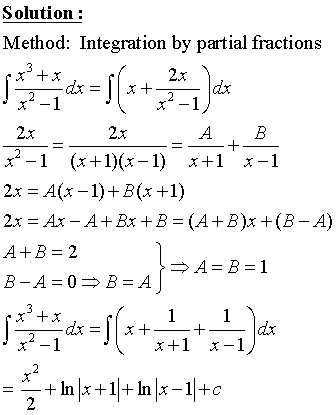 Solution :
Method: Integration by partial fractions
∫ (x³ + x)/(x² − 1) dx = ∫ (x + 2x/(x² − 1)) dx
2x/(x² − 1) = 2x/((x + 1)(x − 1)) = A/(x + 1) + B/(x − 1)
2x = A(x − 1) + B(x + 1)
2x = Ax − A + Bx + B = (A + B)x + (B − A)
A + B = 2
B − A = 0 ⇒ B = A } ⇒ A = B = 1
∫ (x³ + x)/(x² − 1) dx = ∫ (x + 1/(x + 1) + 1/(x − 1)) dx
= x²/2 + ln|x + 1| + ln|x − 1| + c